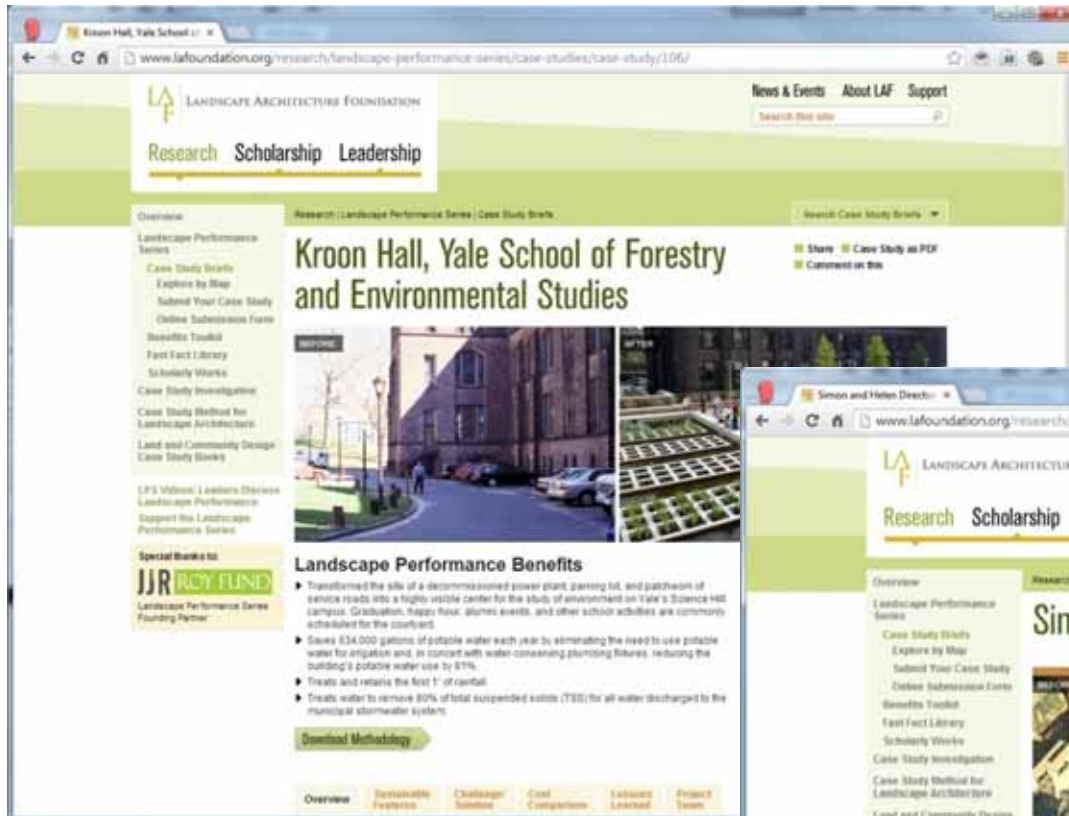 Kroon Hall, Yale School of
www.lafoundation.org/research/landscape-performance-series/case-studies/case-study/106/
LAF LANDSCAPE ARCHITECTURE FOUNDATION
News & Events About LAF Support
Search this site
Research Scholarship Leadership
Overview
Landscape Performance
Series
Case Study Briefs
Explore by Map
Submit Your Case Study
Online Submission Form
Benefits Toolkit
Fast Fact Library
Scholarly Works
Case Study Investigation
Case Study Method for
Landscape Architecture
Land and Community Design
Case Study Books
LPS Videos: Leaders Discuss
Landscape Performance
Support the Landscape
Performance Series
Special thanks to:
JJR ROY FUND
Landscape Performance Series
Founding Partner
Research | Landscape Performance Series | Case Study Briefs
Search Case Study Briefs
Kroon Hall, Yale School of Forestry
and Environmental Studies
Share Case Study as PDF
Comment on this
BEFORE
AFTER
Landscape Performance Benefits
Transformed the site of a decommissioned power plant, parking lot, and patchwork of
service roads into a highly visible center for the study of environment on Yale's Science Hill
campus. Graduation, happy hour, alumni events, and other school activities are commonly
scheduled for the courtyard.
Saves 634,000 gallons of potable water each year by eliminating the need to use potable
water for irrigation and, in concert with water-conserving plumbing fixtures, reducing the
building's potable water use by 81%.
Treats and retains the first 1" of rainfall.
Treats water to remove 80% of total suspended solids (TSS) for all water discharged to the
municipal stormwater system.
Download Methodology
Overview
Sustainable
Features
Challenge/
Solution
Cost
Comparison
Lessons
Learned
Project
Team
Simon and Helen Director
www.lafoundation.org/research/
LAF LANDSCAPE ARCHITECTUR
Research Scholarship
Overview
Landscape Performance
Series
Case Study Briefs
Explore by Map
Submit Your Case Study
Online Submission Form
Benefits Toolkit
Fast Fact Library
Scholarly Works
Case Study Investigation
Case Study Method for
Landscape Architecture
Land and Community Design
Research
Sim
BEFOR